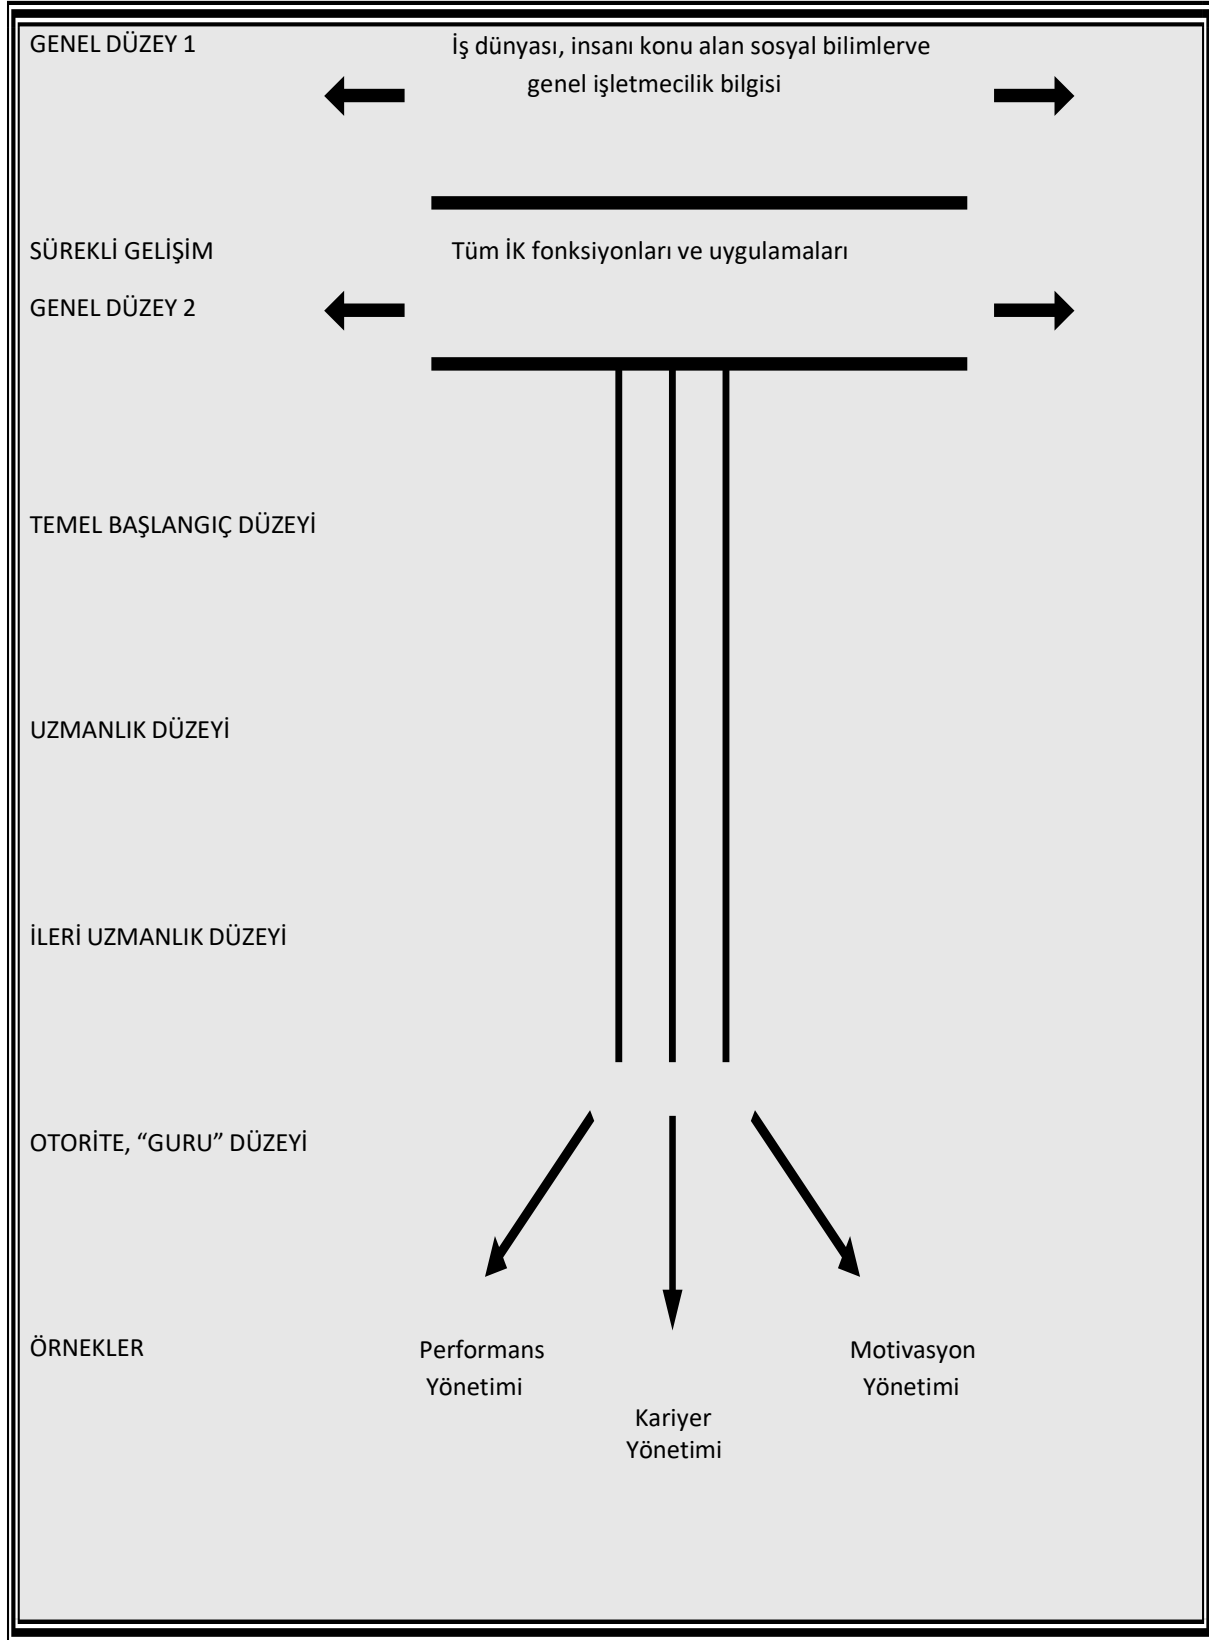 GENEL DÜZEY 1
İş dünyası, insanı konu alan sosyal bilimlerve
genel işletmecilik bilgisi
SÜREKLİ GELİŞİM
Tüm İK fonksiyonları ve uygulamaları
GENEL DÜZEY 2
TEMEL BAŞLANGIÇ DÜZEYİ
UZMANLIK DÜZEYİ
İLERİ UZMANLIK DÜZEYİ
OTORİTE, “GURU” DÜZEYİ
ÖRNEKLER
Performans
Yönetimi
Kariyer
Yönetimi
Motivasyon
Yönetimi